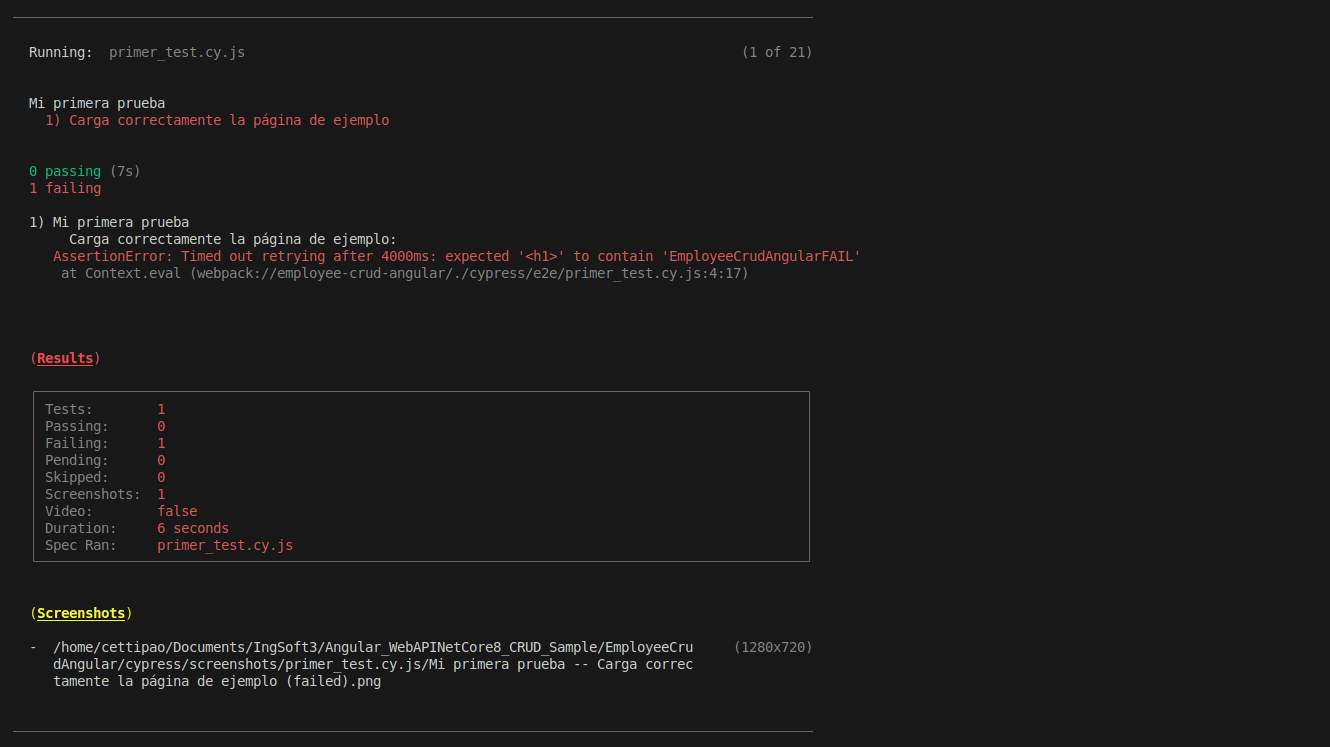 Running:  primer_test.cy.js (1 of 21)
Mi primera prueba
1) Carga correctamente la página de ejemplo
0 passing (7s)
1 failing
1) Mi primera prueba
Carga correctamente la página de ejemplo:
AssertionError: Timed out retrying after 4000ms: expected '<h1>' to contain 'EmployeeCrudAngularFAIL'
at Context.eval (webpack://employee-crud-angular/./cypress/e2e/primer_test.cy.js:4:17)
(Results)
Tests: 1
Passing: 0
Failing: 1
Pending: 0
Skipped: 0
Screenshots: 1
Video: false
Duration: 6 seconds
Spec Ran: primer_test.cy.js
(Screenshots)
- /home/cettipao/Documents/IngSoft3/Angular_WebAPINetCore8_CRUD_Sample/EmployeeCru (1280x720)
dAngular/cypress/screenshots/primer_test.cy.js/Mi primera prueba -- Carga correc
tamente la página de ejemplo (failed).png